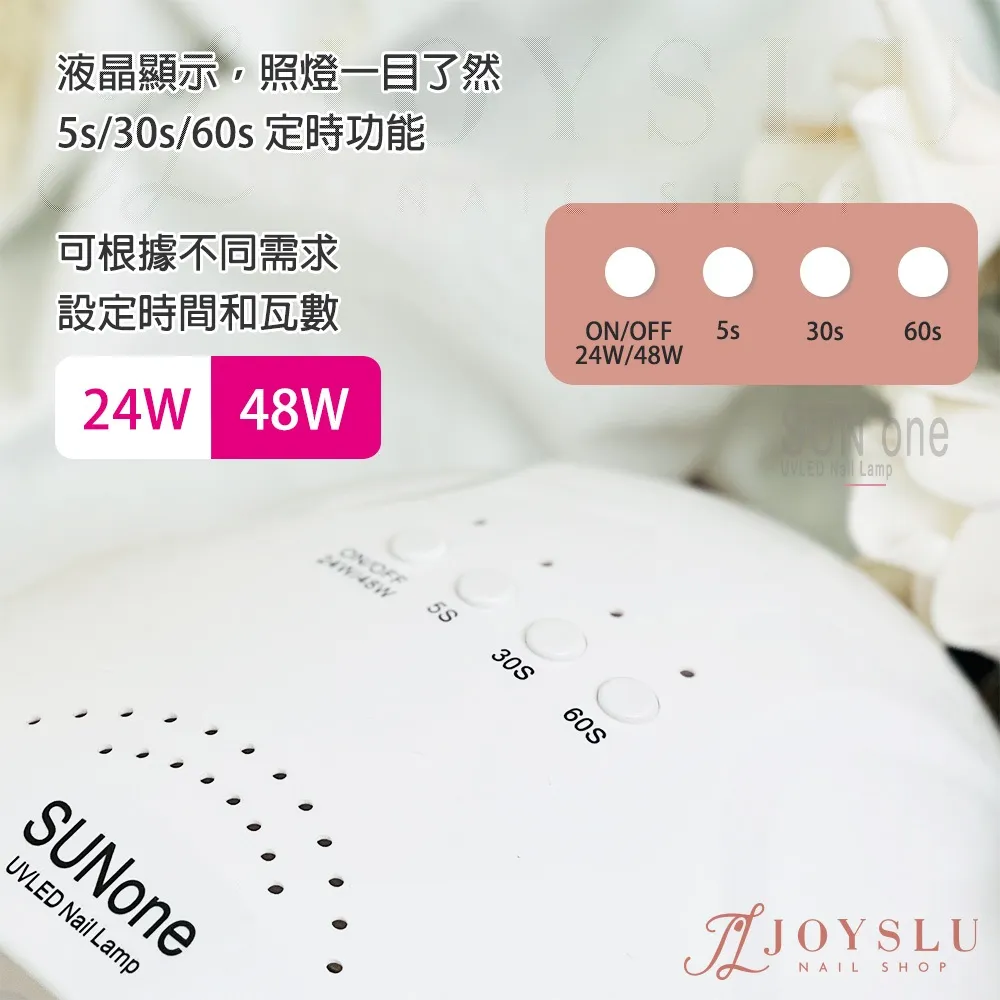 液晶顯示，照燈一目了然
5s/30s/60s 定時功能
JOYSLU
NAIL SHOP
可根據不同需求
設定時間和瓦數
24W 48W
ON/OFF
24W/48W
5s
30s
60s
SUN one
UVLED Nail Lamp
ON/OFF
24W/48W
5S
30S
60S
SUNone
UVLED Nail Lamp
JOYSLU
NAIL SHOP